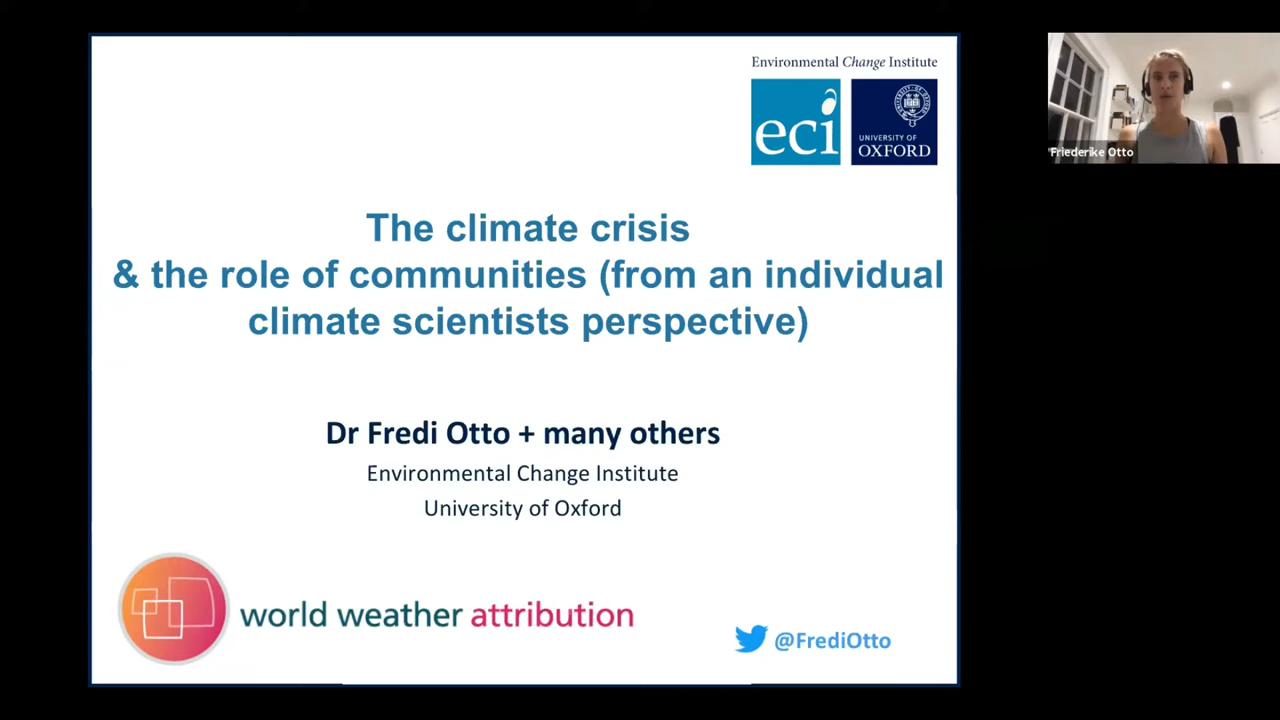 Environmental Change Institute
eci
UNIVERSITY OF
OXFORD
Friederike Otto
The climate crisis
& the role of communities (from an individual
climate scientists perspective)
Dr Fredi Otto + many others
Environmental Change Institute
University of Oxford
world weather attribution
@FrediOtto